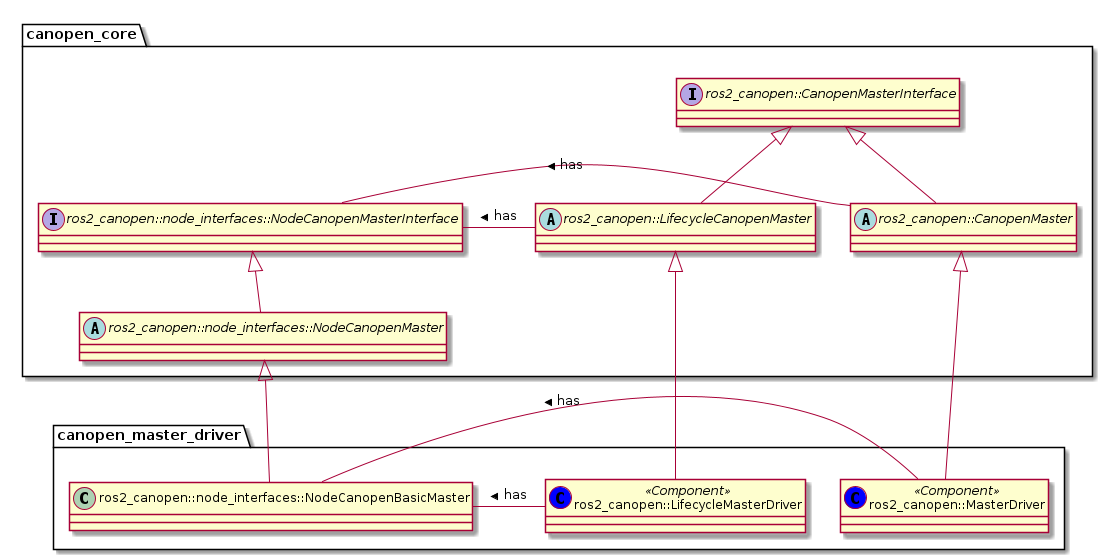 canopen_core
I ros2_canopen::CanopenMasterInterface
has
I ros2_canopen::node_interfaces::NodeCanopenMasterInterface
has
A ros2_canopen::LifecycleCanopenMaster
A ros2_canopen::CanopenMaster
A ros2_canopen::node_interfaces::NodeCanopenMaster
has
canopen_master_driver
C ros2_canopen::node_interfaces::NodeCanopenBasicMaster
has
C «Component»
ros2_canopen::LifecycleMasterDriver
C «Component»
ros2_canopen::MasterDriver